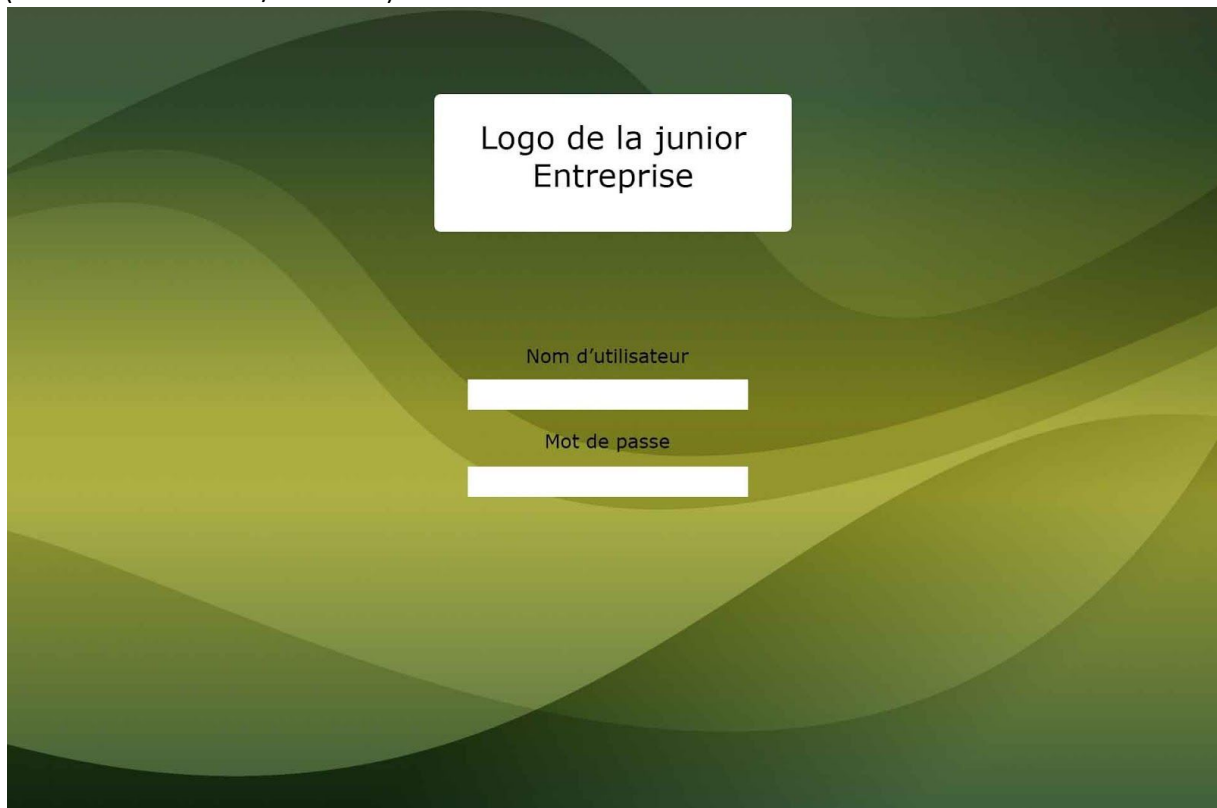 Logo de la junior
Entreprise
Nom d’utilisateur
Mot de passe